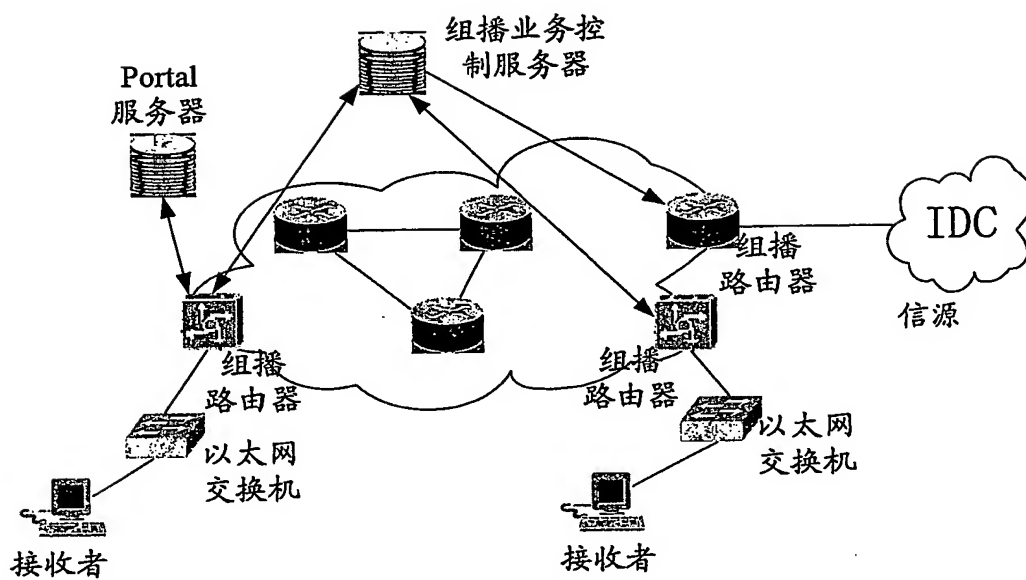 组播业务控
制服务器
Portal
服务器
IDC
信源
组播
路由器
组播
路由器
组播
路由器
以太网
交换机
以太网
交换机
接收者
接收者